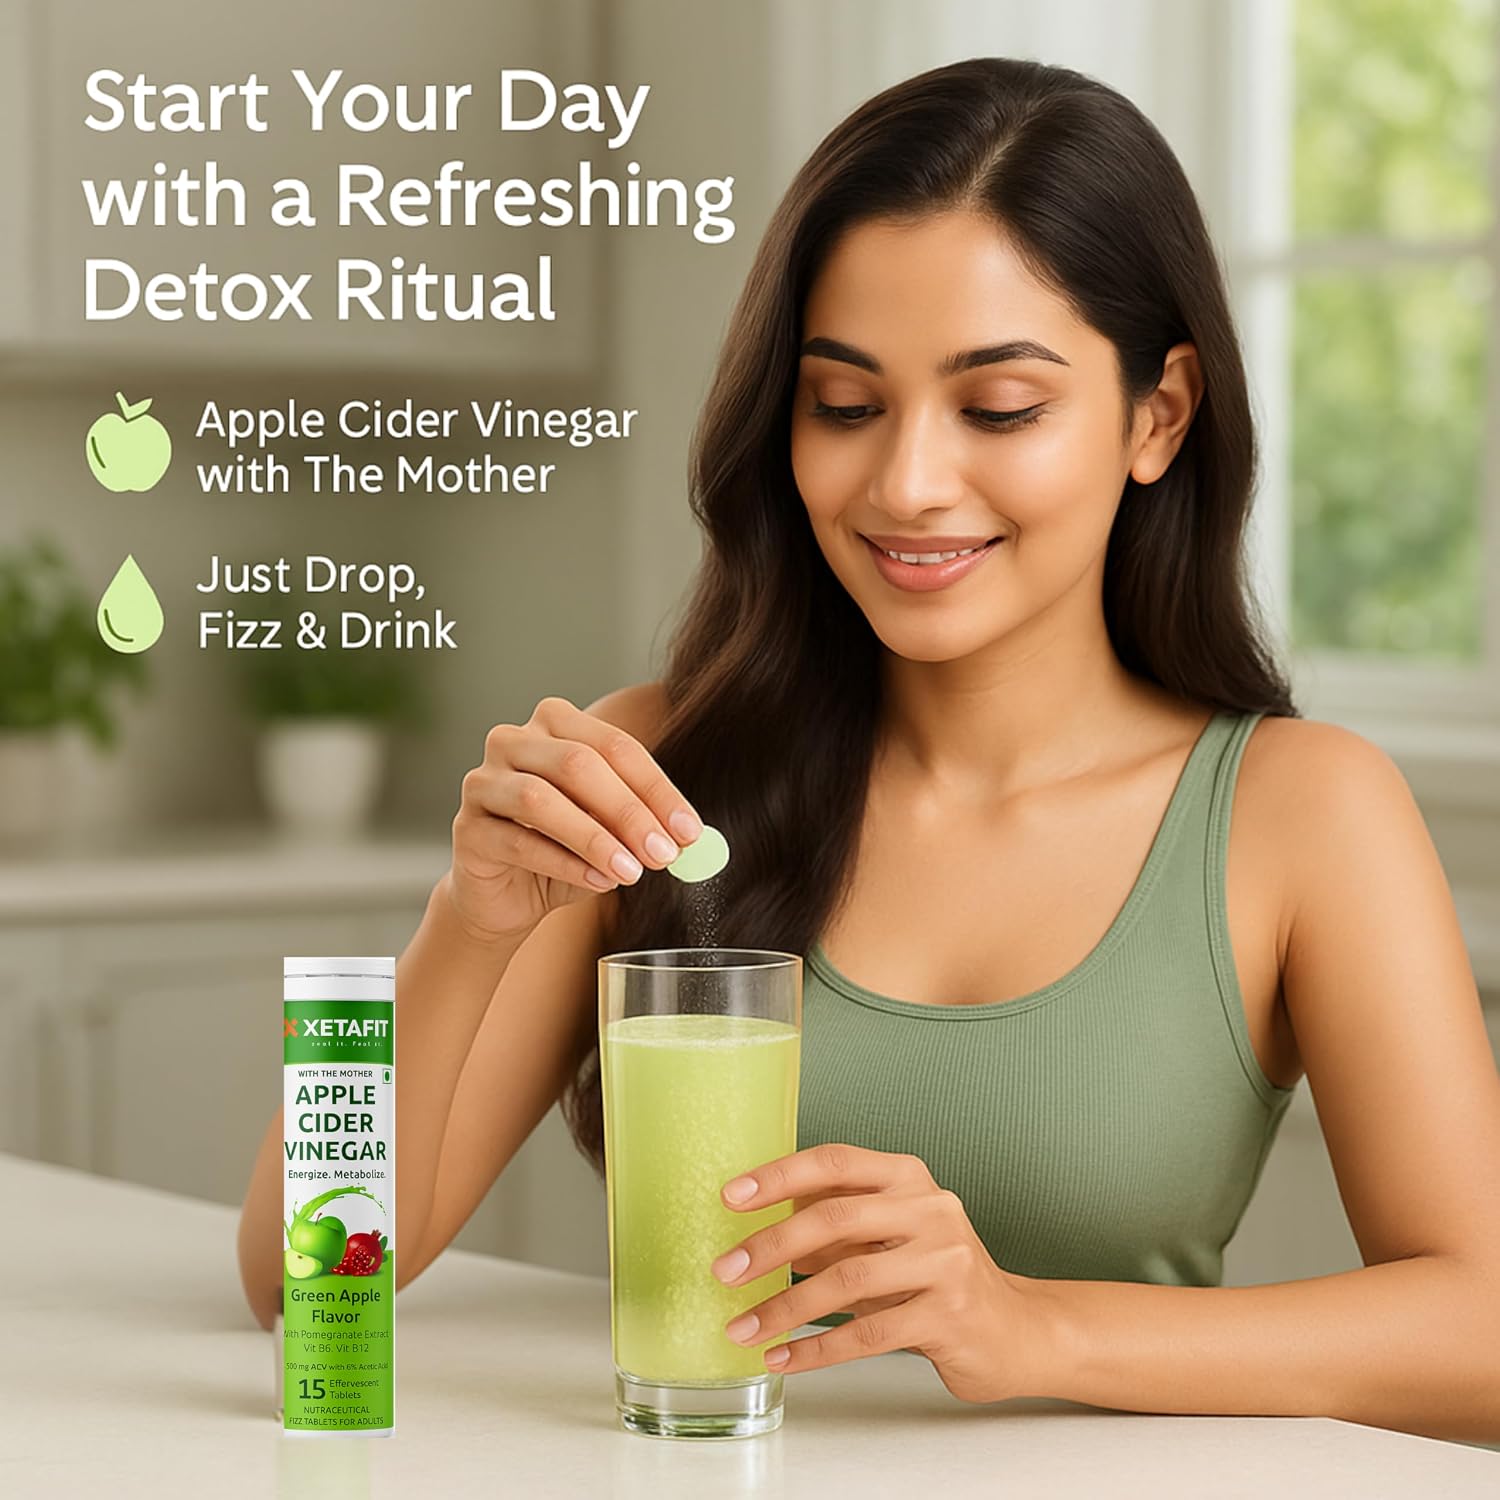 Start Your Day
with a Refreshing
Detox Ritual
Apple Cider Vinegar
with The Mother
Just Drop,
Fizz & Drink
XETAFIT
Feel it.
WITH THE MOTHER
APPLE
CIDER
VINEGAR
Energize. Metabolize.
Green Apple
Flavor
With Pomegranate Extract
Vit B6. Vit B12
500 mg ACV with 6% Acetic Acid
15 Effervescent
Tablets
NUTRACEUTICAL
FIZZ TABLETS FOR ADULTS